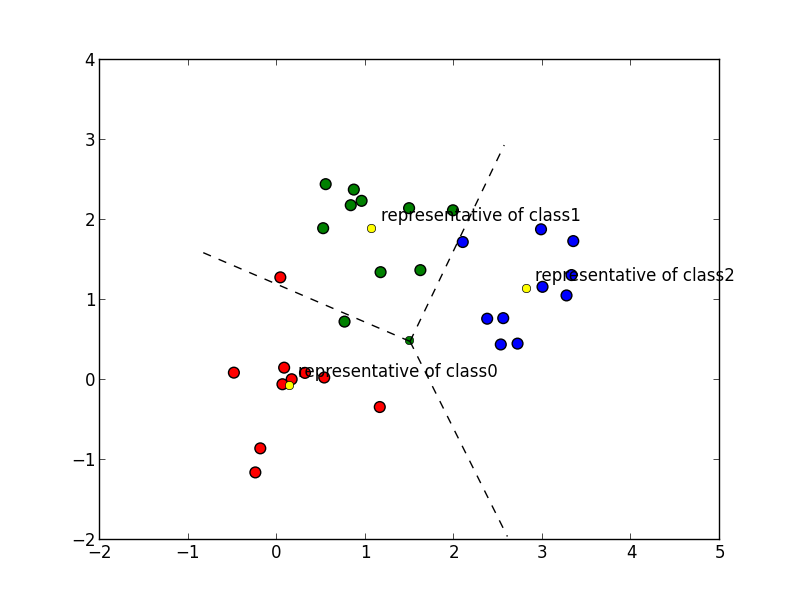 4
3
2
representative of class1
representative of class2
1
representative of class0
0
−1
−2
−2 −1 0 1 2 3 4 5